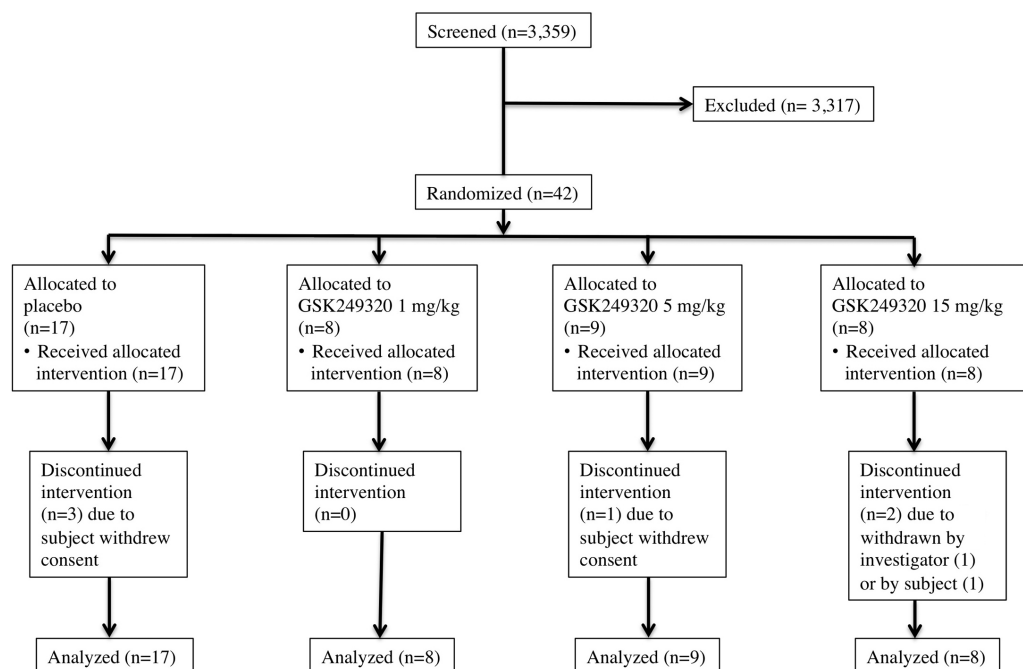 Screened (n=3,359)
Excluded (n= 3,317)
Randomized (n=42)
Allocated to
placebo
(n=17)
• Received allocated
intervention (n=17)
Allocated to
GSK249320 1 mg/kg
(n=8)
• Received allocated
intervention (n=8)
Allocated to
GSK249320 5 mg/kg
(n=9)
• Received allocated
intervention (n=9)
Allocated to
GSK249320 15 mg/kg
(n=8)
• Received allocated
intervention (n=8)
Discontinued
intervention
(n=3) due to
subject withdrew
consent
Discontinued
intervention
(n=0)
Discontinued
intervention
(n=1) due to
subject withdrew
consent
Discontinued
intervention
(n=2) due to
withdrawn by
investigator (1)
or by subject (1)
Analyzed (n=17)
Analyzed (n=8)
Analyzed (n=9)
Analyzed (n=8)